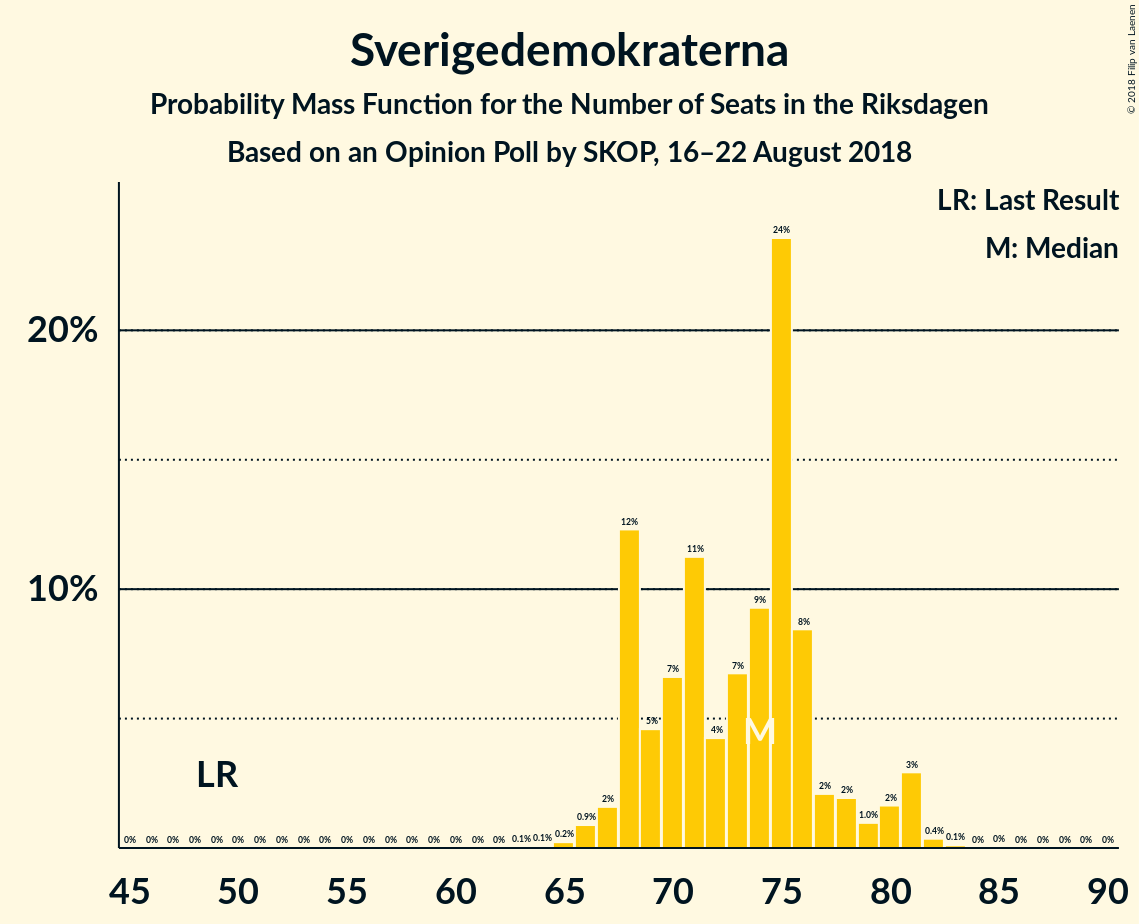 Sverigedemokraterna
Probability Mass Function for the Number of Seats in the Riksdagen
Based on an Opinion Poll by SKOP, 16–22 August 2018
© 2018 Filip van Laenen
LR: Last Result
M: Median
24%
20%
12%
11%
10%
9%
8%
7%
7%
5%
4%
M
LR
3%
2%
2%
2%
2%
1.0%
0.9%
0.4%
0% 0% 0% 0% 0% 0% 0% 0% 0% 0% 0% 0% 0% 0% 0% 0% 0% 0% 0.1% 0.1% 0.2% 0.1% 0% 0% 0% 0% 0% 0% 0%
45 50 55 60 65 70 75 80 85 90